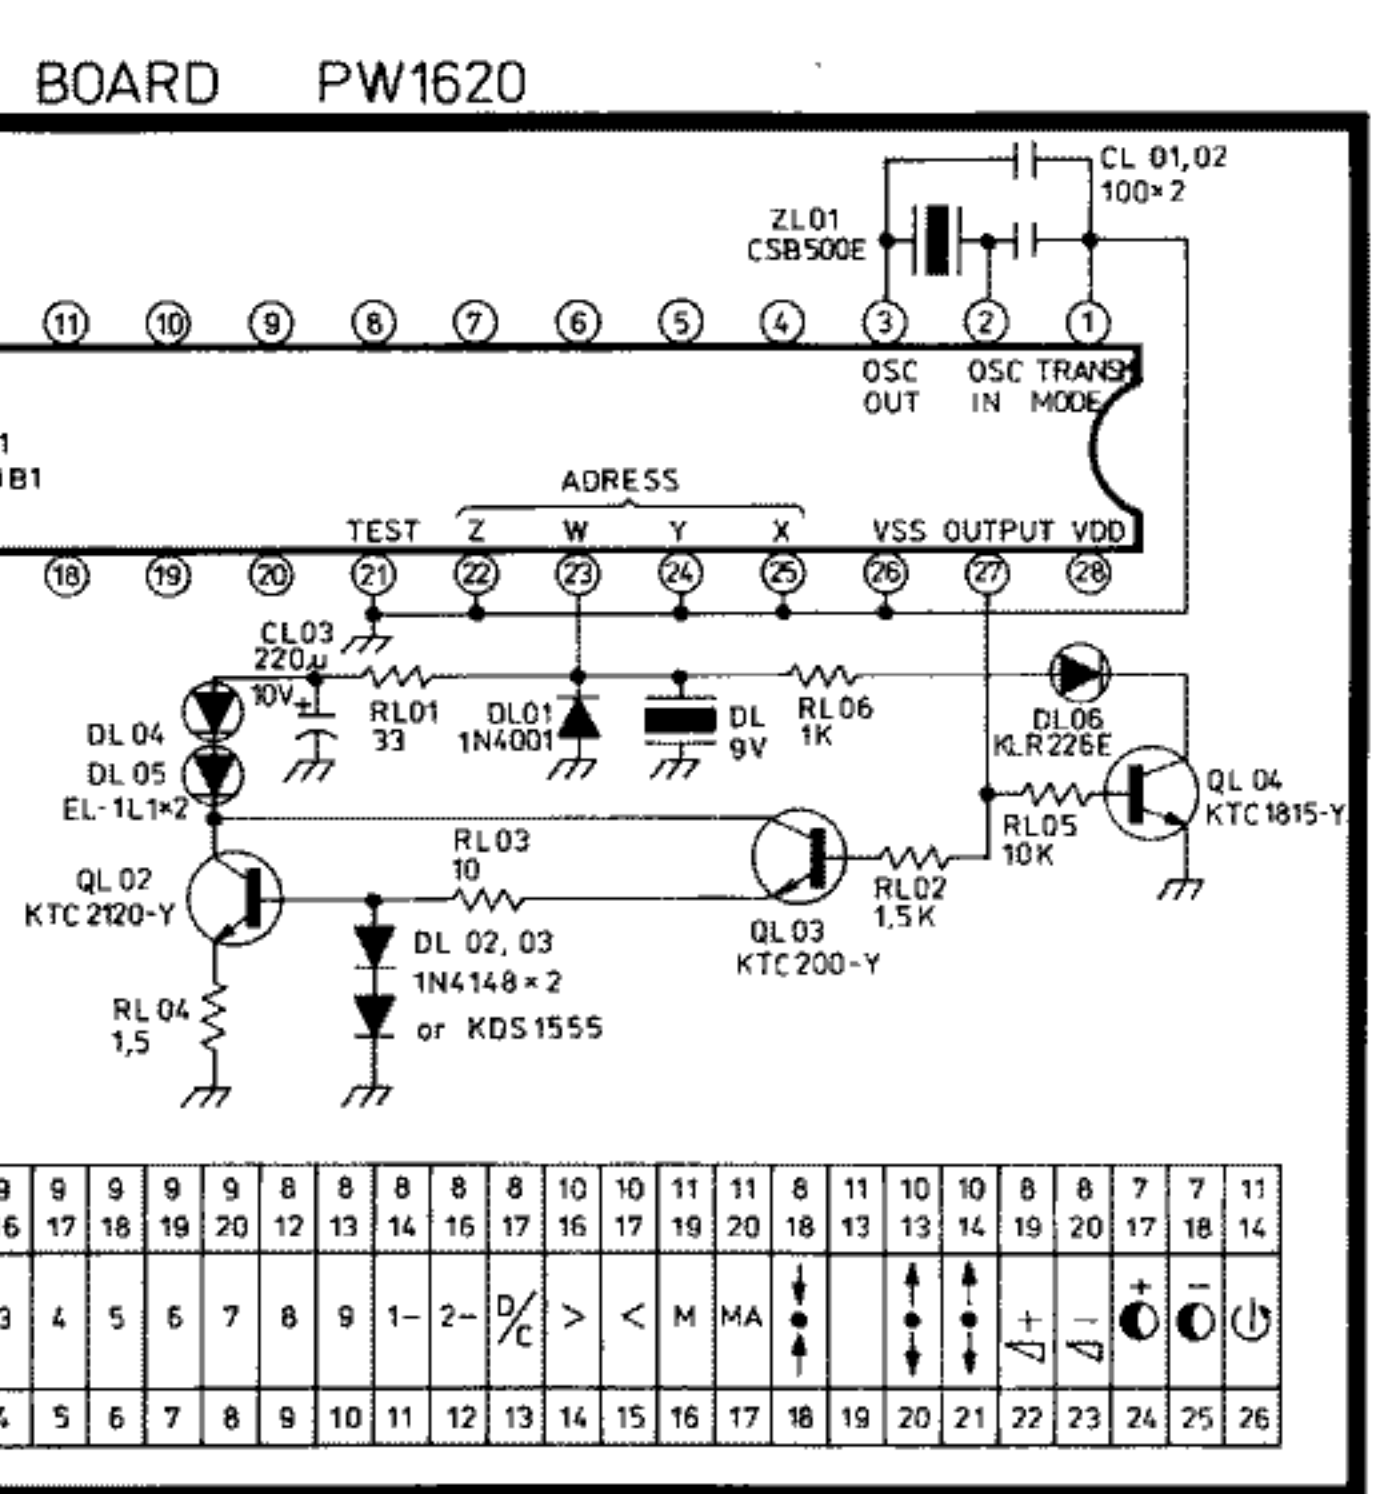 BOARD PW1620
CL 01,02
100×2
ZL01
CSB500E
11 10 9 8 7 6 5 4 3 2 1
OSC OSC
OUT IN MODE
1
B1
ADRESS
TEST Z W Y X VSS OUTPUT VDD
18 19 20 21 22 23 24 25 26 27 28
CL03
220µ
10V +
RL01
33
DL01
1N4001
DL
9V
RL06
1K
DL06
KLR226E
DL 04
DL 05
EL-1L1×2
QL 04
KTC1815-Y
RL05
10K
RL03
10
RL02
1,5K
QL 02
KTC2120-Y
QL03
KTC200-Y
DL 02, 03
1N4148×2
or KDS1555
RL04
1,5
9 9 9 9 8 8 8 8 8 10 10 11 11 8 11 10 10 8 8 7 7 11
6 17 18 19 20 12 13 14 16 17 16 17 19 20 18 13 13 14 19 20 17 18 14
3 4 5 6 7 8 9 1– 2– D/C > < M MA + – + –
4 5 6 7 8 9 10 11 12 13 14 15 16 17 18 19 20 21 22 23 24 25 26